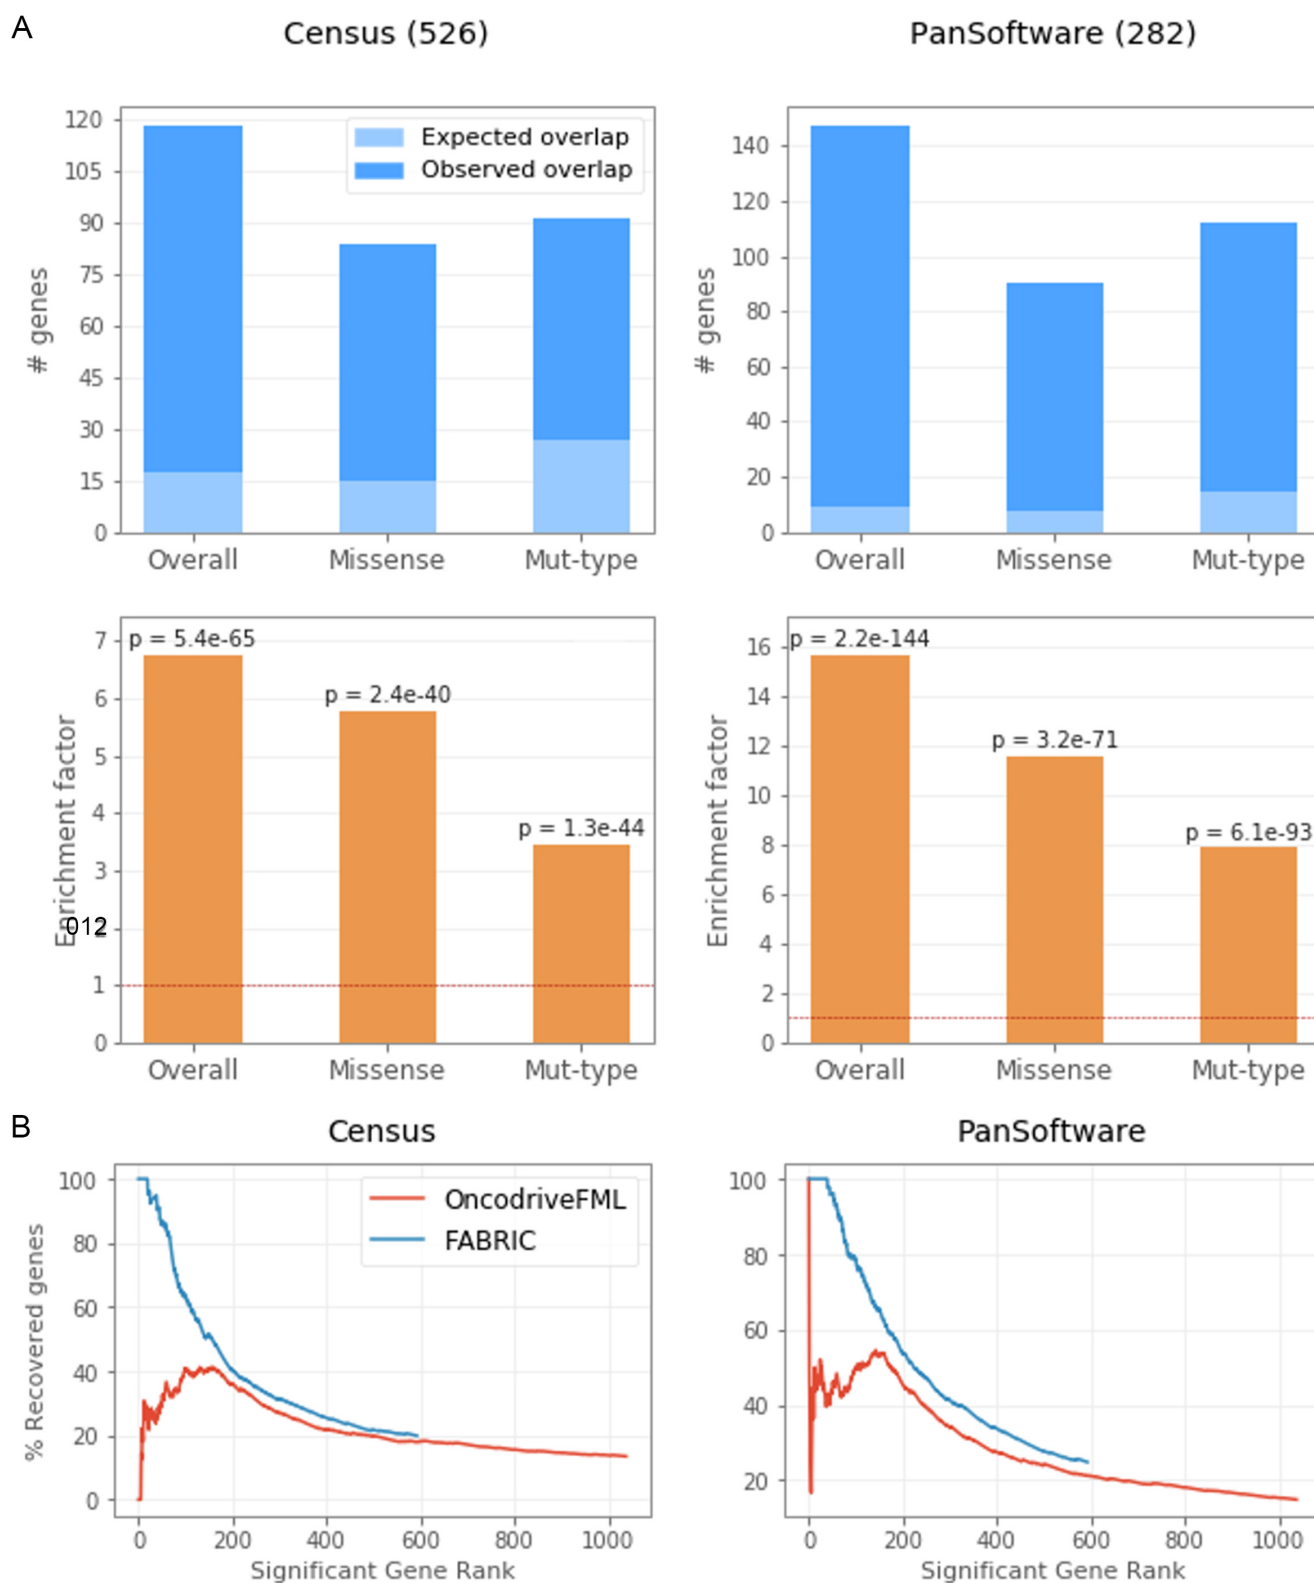 A
Census (526)
PanSoftware (282)
120
105
90
75
60
45
30
15
0
# genes
Expected overlap
Observed overlap
Overall
Missense
Mut-type
140
120
100
80
60
40
20
0
# genes
Overall
Missense
Mut-type
7
6
5
4
3
2
1
0
Enrichment factor
012
p = 5.4e-65
p = 2.4e-40
p = 1.3e-44
Overall
Missense
Mut-type
16
14
12
10
8
6
4
2
0
Enrichment factor
p = 2.2e-144
p = 3.2e-71
p = 6.1e-93
Overall
Missense
Mut-type
B
Census
PanSoftware
100
80
60
40
20
0
% Recovered genes
OncodriveFML
FABRIC
0 200 400 600 800 1000
Significant Gene Rank
100
80
60
40
20
0 200 400 600 800 1000
Significant Gene Rank